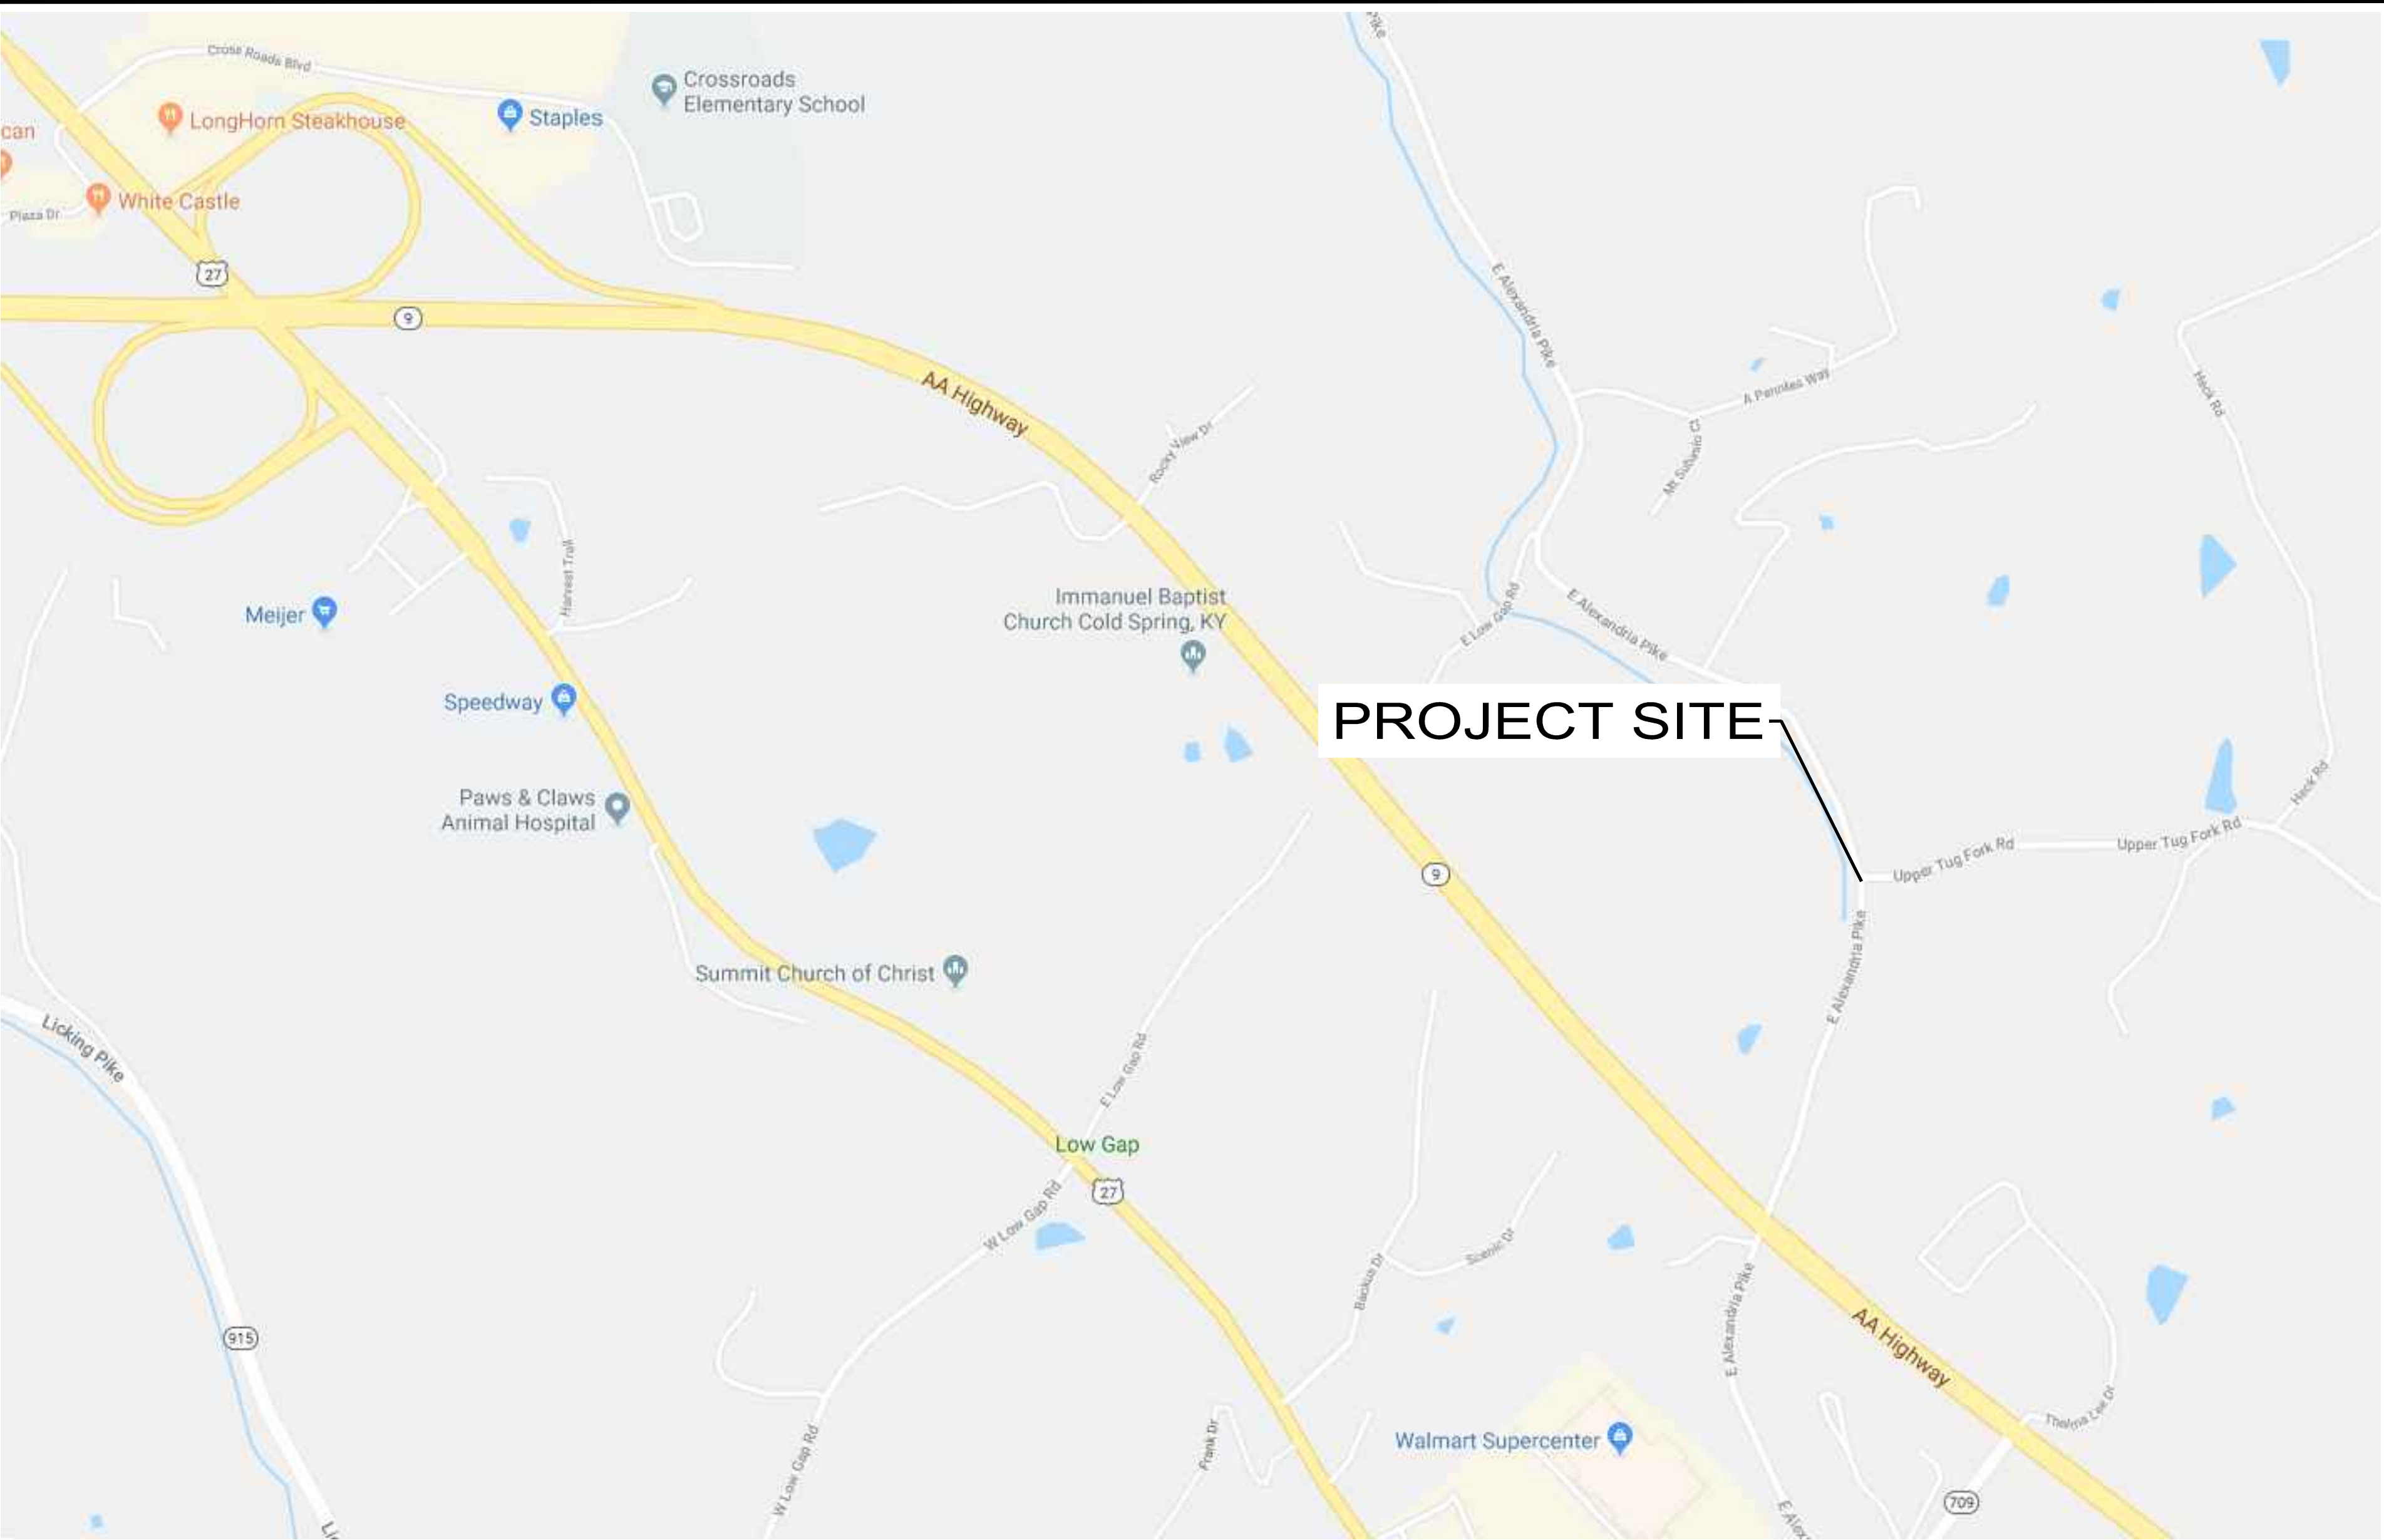 Pike
Cross Roads Blvd
Crossroads
Elementary School
LongHorn Steakhouse
Staples
can
White Castle
Plaza Dr
27
9
E Alexandria Pike
AA Highway
A Pennites Way
Heck Rd
Rocky View Dr
Harvest Trail
Meijer
Immanuel Baptist
Church Cold Spring, KY
E Low Gap Rd
E Alexandria Pike
Speedway
PROJECT SITE
Paws & Claws
Animal Hospital
Heck Rd
Upper Tug Fork Rd
Upper Tug Fork Rd
9
E Alexandria Pike
Summit Church of Christ
Licking Pike
E Low Gap Rd
Low Gap
27
W Low Gap Rd
Scenic Dr
Backus Dr
E Alexandria Pike
915
AA Highway
Thelma Lee Dr
Frank Dr
W Low Gap Rd
Walmart Supercenter
709
E Alex
Li